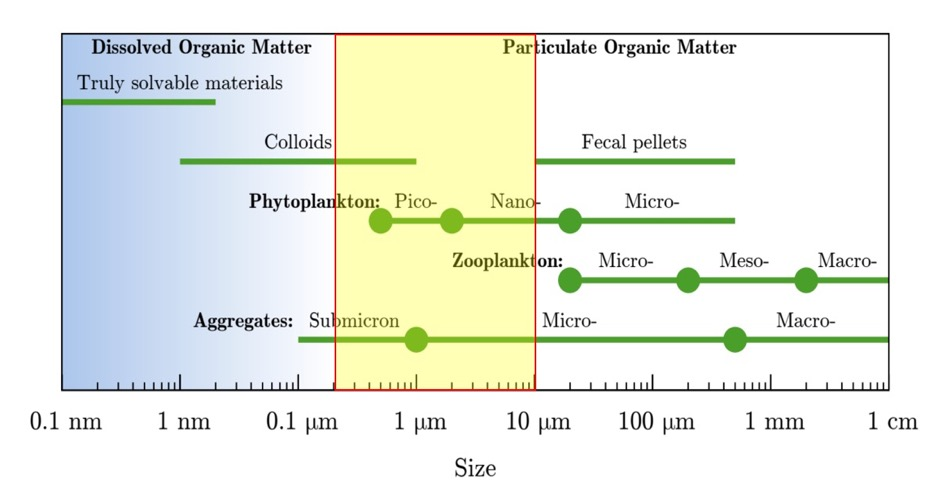 Dissolved Organic Matter Particulate Organic Matter
Truly solvable materials
Colloids Fecal pellets
Phytoplankton: Pico- Nano- Micro-
Zooplankton: Micro- Meso- Macro-
Aggregates: Submicron Micro- Macro-
0.1 nm 1 nm 0.1 μm 1 μm 10 μm 100 μm 1 mm 1 cm
Size